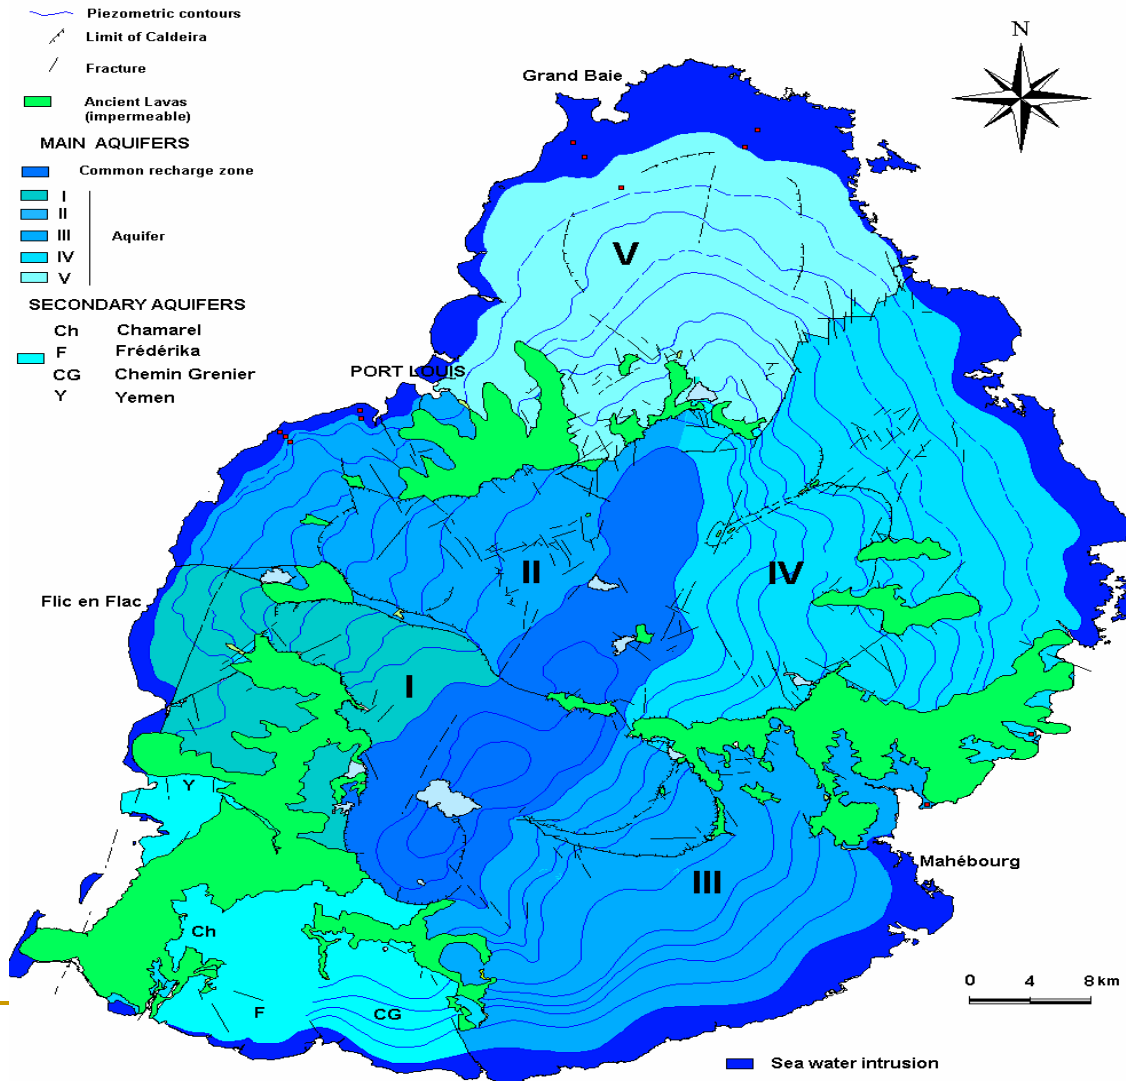 Piezometric contours
Limit of Caldeira
Fracture
Ancient Lavas
(impermeable)
MAIN AQUIFERS
Common recharge zone
I
II
III
Aquifer
IV
V
SECONDARY AQUIFERS
Ch Chamarel
F Frédérika
CG Chemin Grenier
Y Yemen
N
Grand Baie
V
PORT LOUIS
II
IV
Flic en Flac
I
Y
Mahébourg
III
Ch
F
CG
0 4 8 km
Sea water intrusion